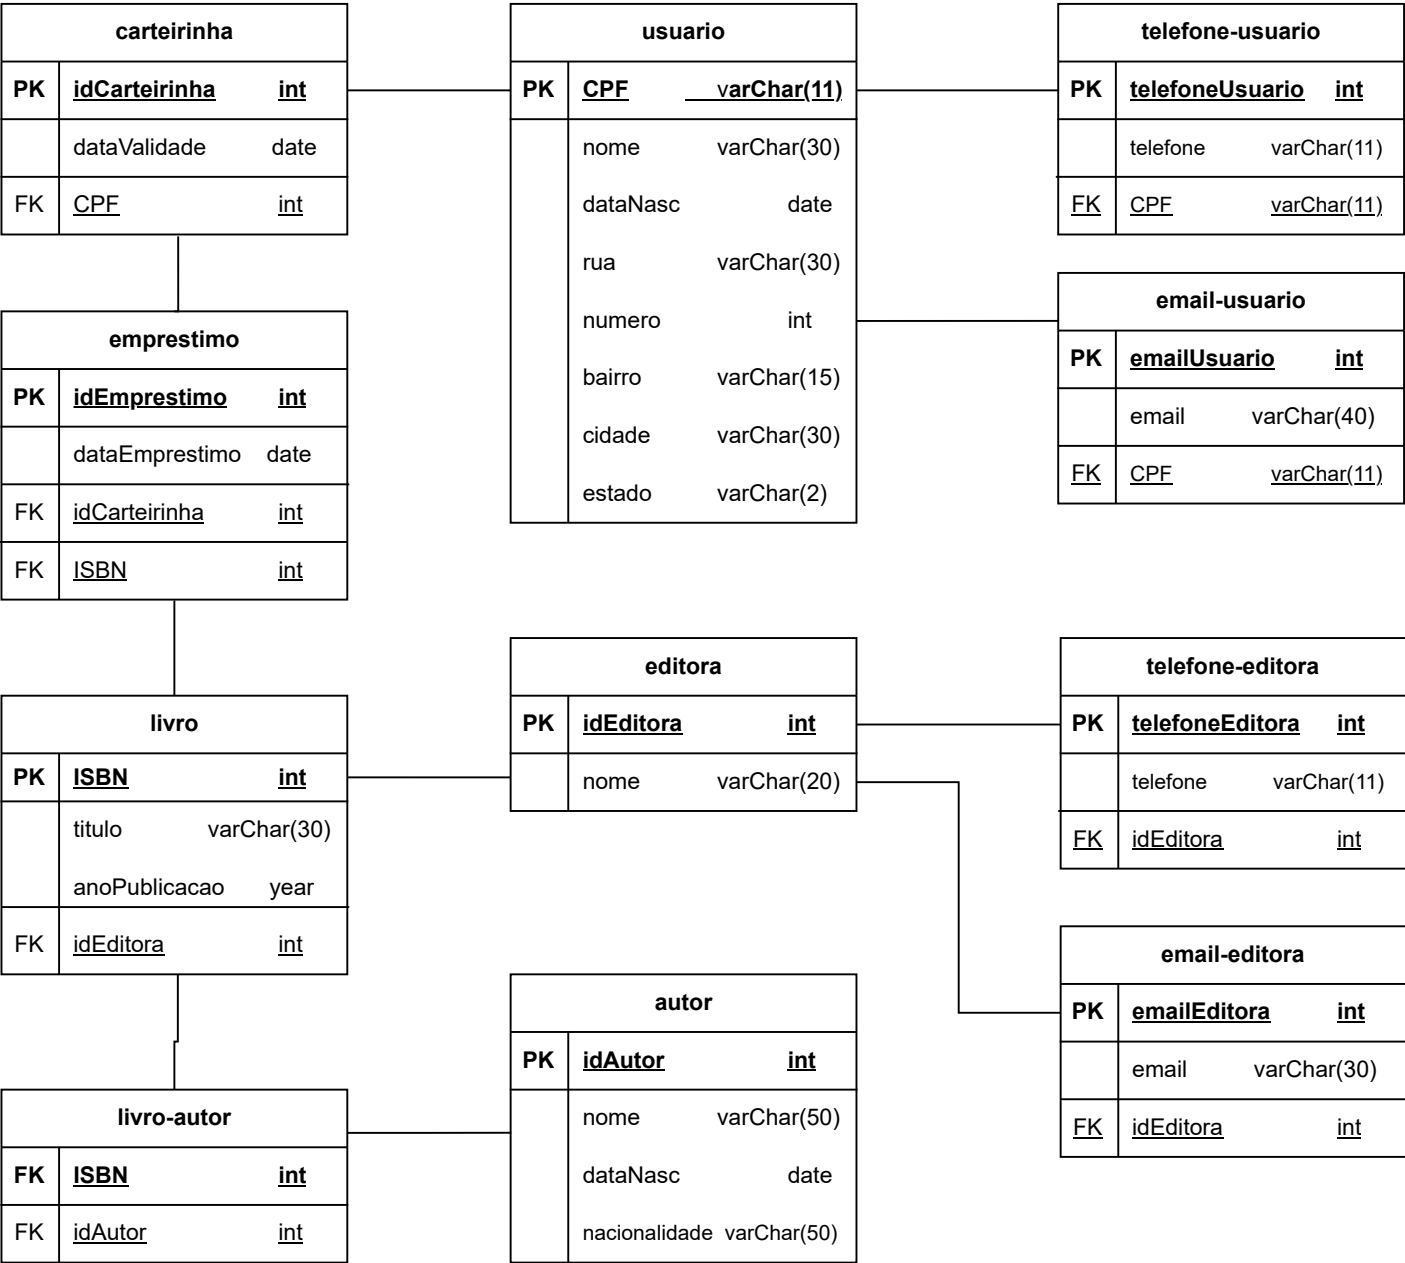 carteirinha
PK idCarteirinha int
dataValidade date
FK CPF int
usuario
PK CPF varChar(11)
nome varChar(30)
dataNasc date
rua varChar(30)
numero int
bairro varChar(15)
cidade varChar(30)
estado varChar(2)
telefone-usuario
PK telefoneUsuario int
telefone varChar(11)
FK CPF varChar(11)
email-usuario
PK emailUsuario int
email varChar(40)
FK CPF varChar(11)
emprestimo
PK idEmprestimo int
dataEmprestimo date
FK idCarteirinha int
FK ISBN int
livro
PK ISBN int
titulo varChar(30)
anoPublicacao year
FK idEditora int
editora
PK idEditora int
nome varChar(20)
telefone-editora
PK telefoneEditora int
telefone varChar(11)
FK idEditora int
email-editora
PK emailEditora int
email varChar(30)
FK idEditora int
livro-autor
FK ISBN int
FK idAutor int
autor
PK idAutor int
nome varChar(50)
dataNasc date
nacionalidade varChar(50)